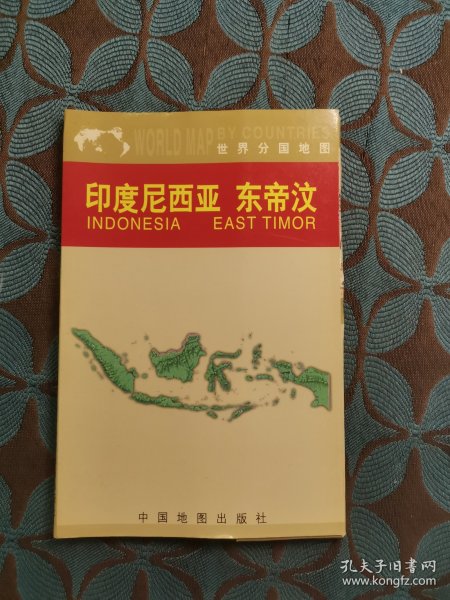 WORLD MAP BY COUNTRIES
世界分国地图
印度尼西亚 东帝汶
INDONESIA EAST TIMOR
中国地图出版社
孔夫子旧书网
www.kongfz.com